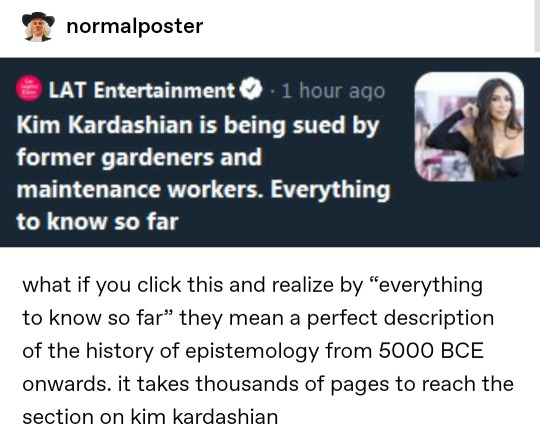 normalposter
LAT Entertainment · 1 hour ago
Kim Kardashian is being sued by
former gardeners and
maintenance workers. Everything
to know so far
what if you click this and realize by “everything
to know so far” they mean a perfect description
of the history of epistemology from 5000 BCE
onwards. it takes thousands of pages to reach the
section on kim kardashian